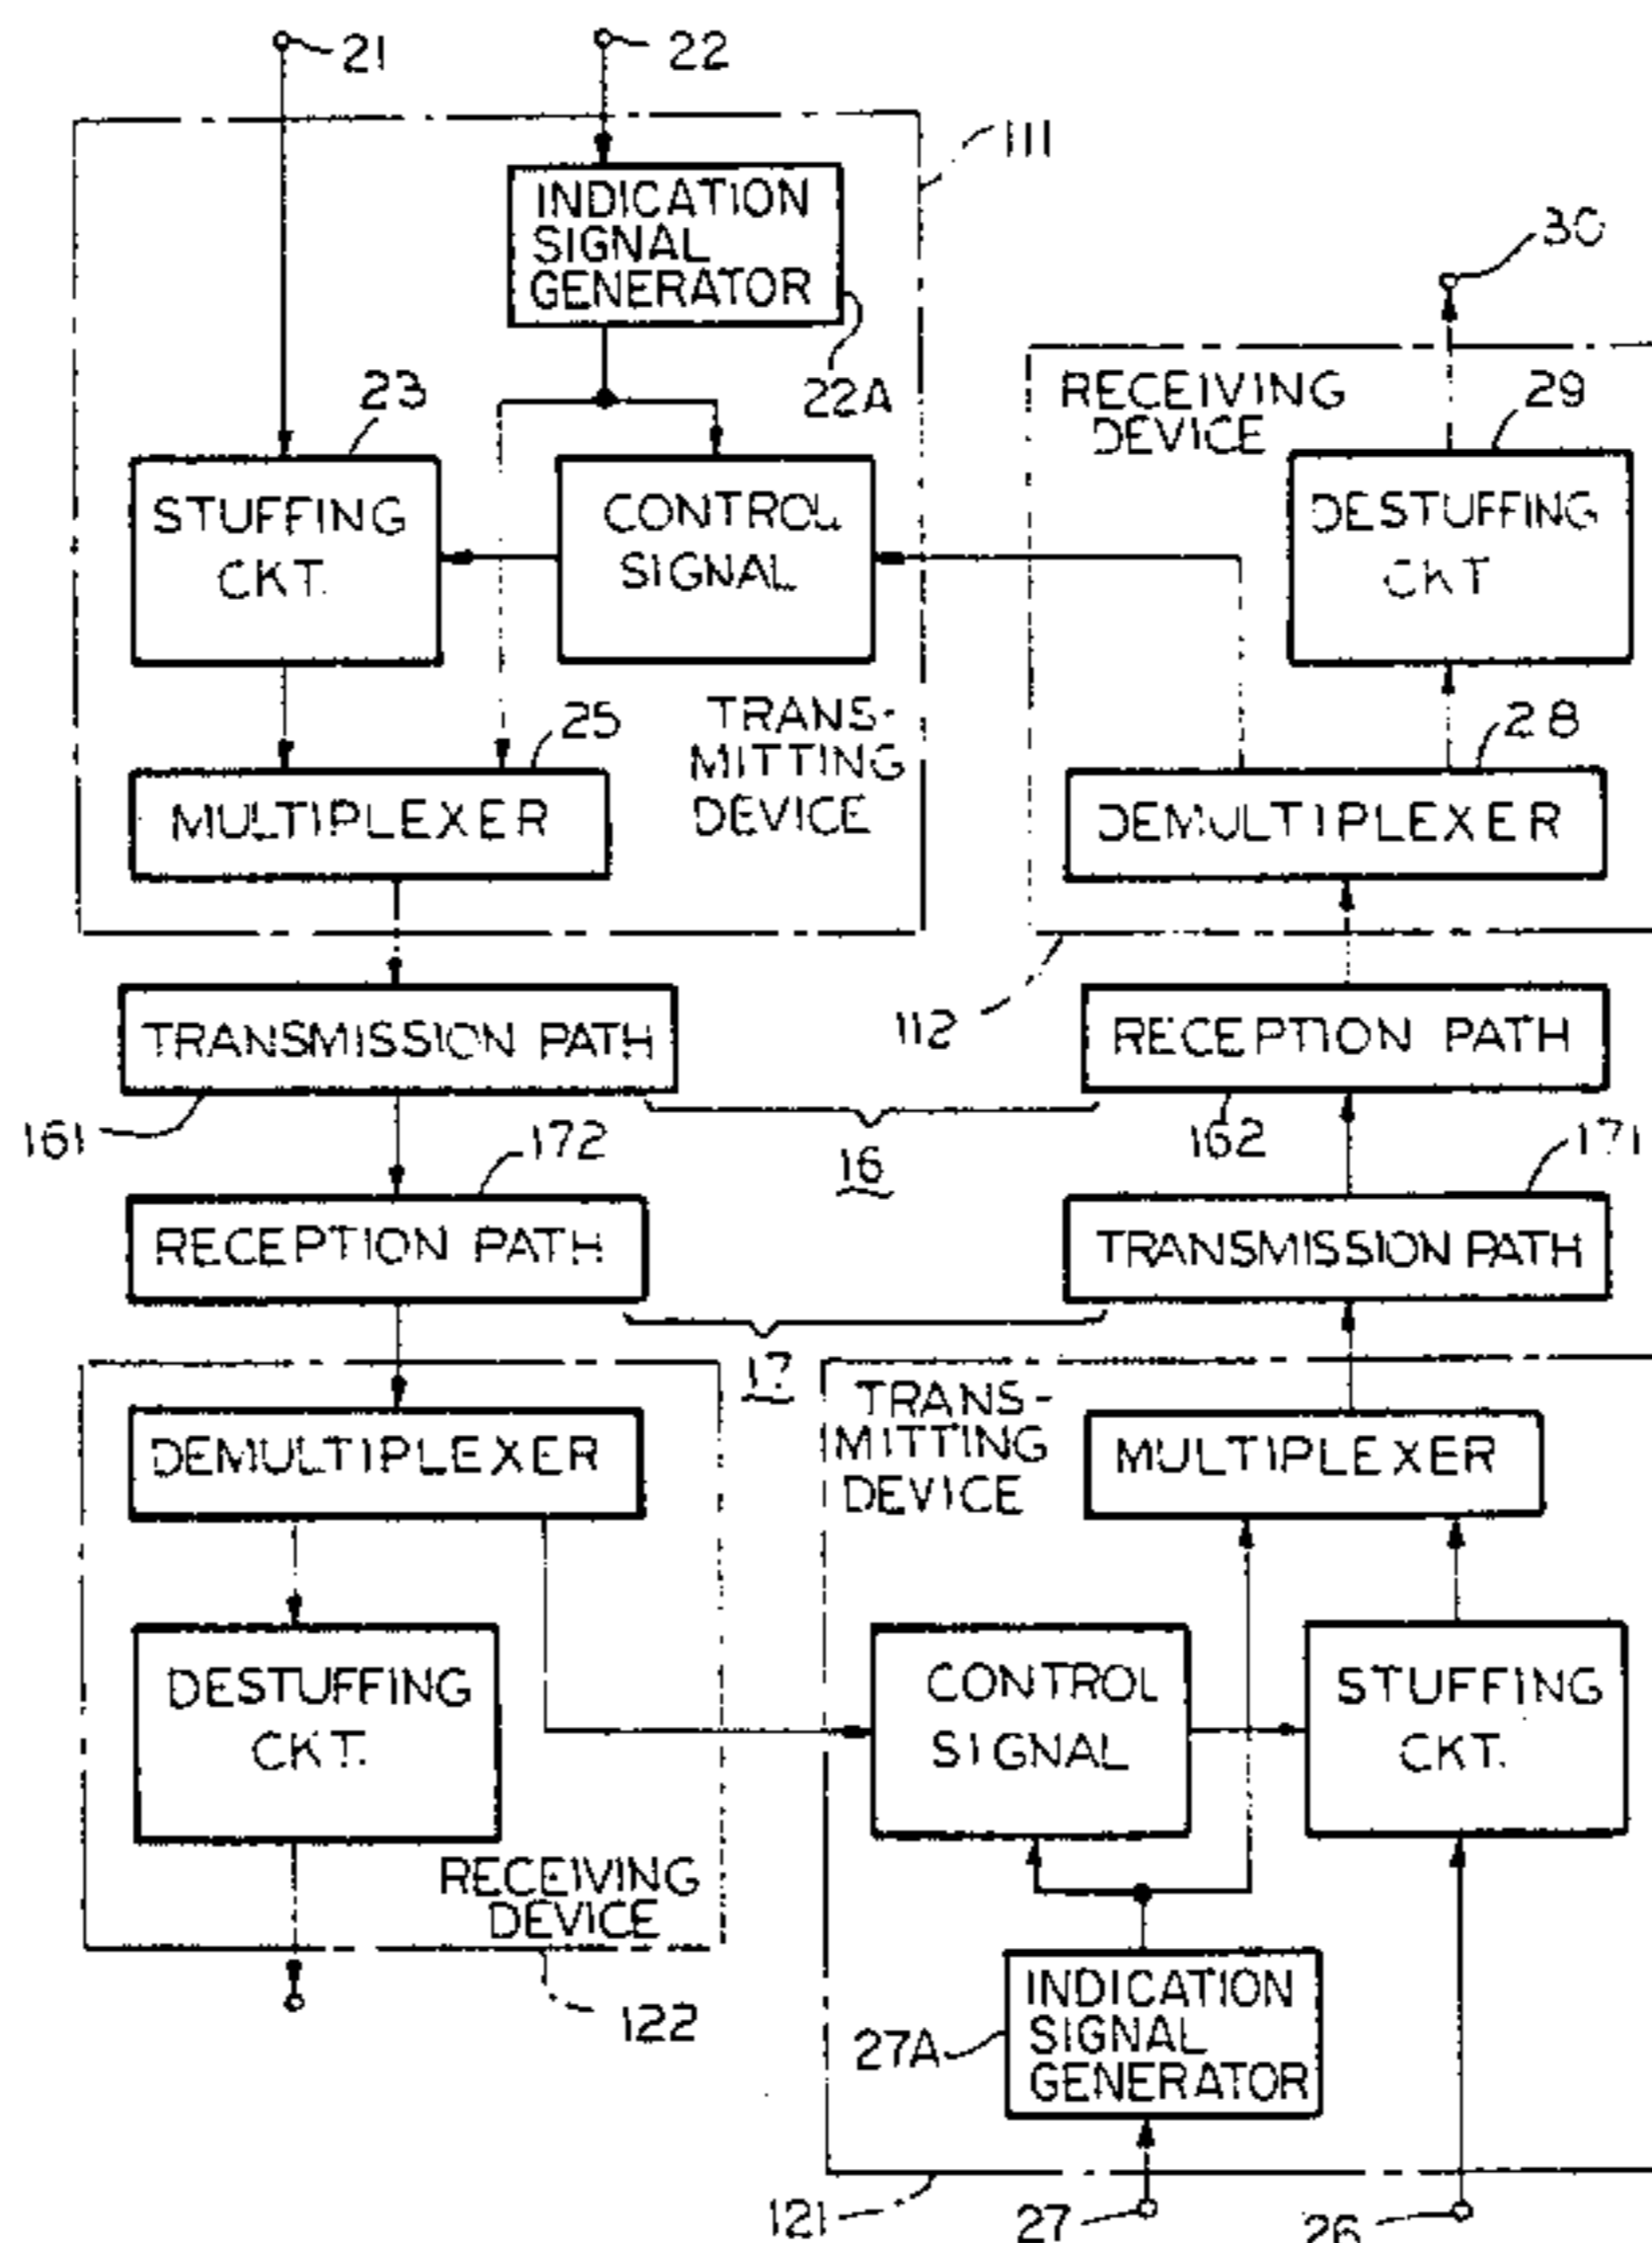 21
22
111
INDICATION
SIGNAL
GENERATOR
22A
30
RECEIVING
DEVICE
29
23
STUFFING
CKT.
CONTROL
SIGNAL
DESTUFFING
CKT
TRANS-
MITTING
DEVICE
25
MULTIPLEXER
28
DEMULTIPLEXER
TRANSMISSION PATH
112
RECEPTION PATH
161
16
162
172
171
RECEPTION PATH
TRANSMISSION PATH
17
DEMULTIPLEXER
TRANS-
MITTING
DEVICE
MULTIPLEXER
DESTUFFING
CKT.
CONTROL
SIGNAL
STUFFING
CKT.
RECEIVING
DEVICE
122
27A
INDICATION
SIGNAL
GENERATOR
121
27
26